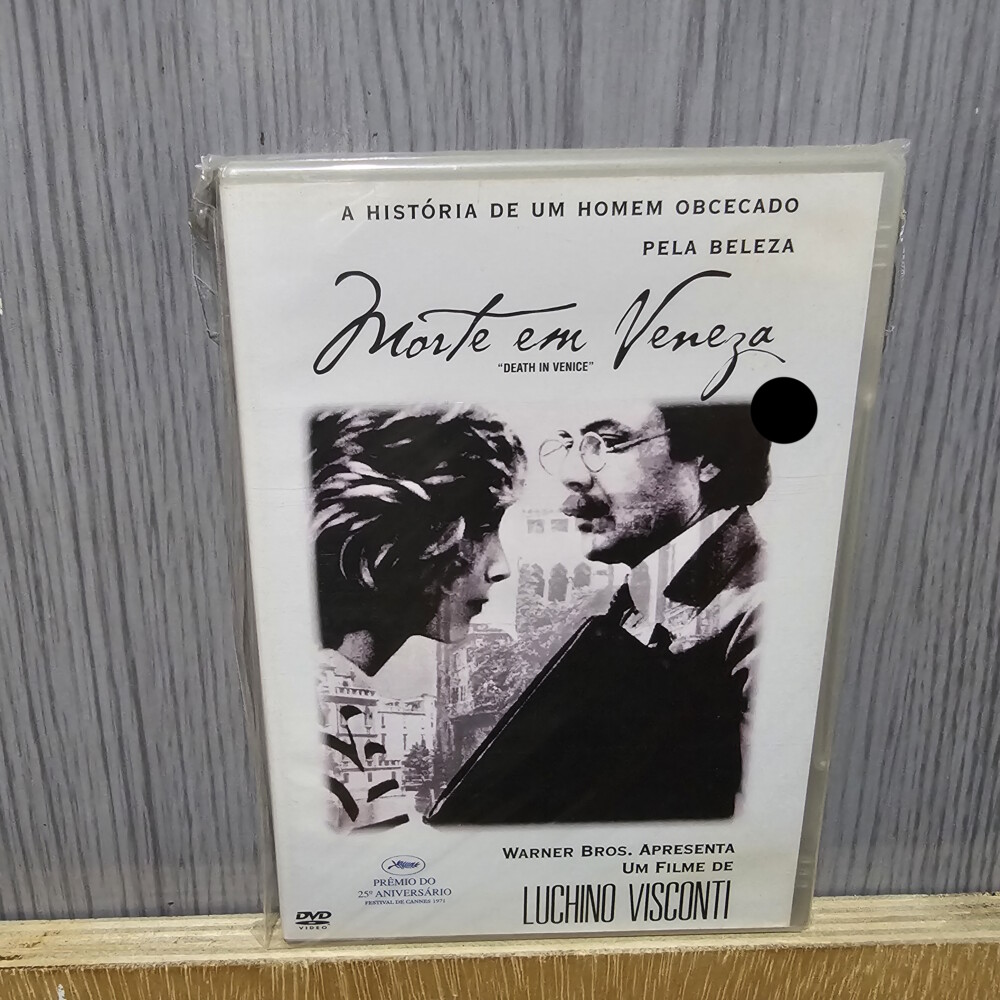 A HISTÓRIA DE UM HOMEM OBCECADO
PELA BELEZA
Morte em Veneza
"DEATH IN VENICE"
WARNER BROS. APRESENTA
UM FILME DE
LUCHINO VISCONTI
PRÊMIO DO
25º ANIVERSÁRIO
FESTIVAL DE CANNES 1971
DVD
VIDEO